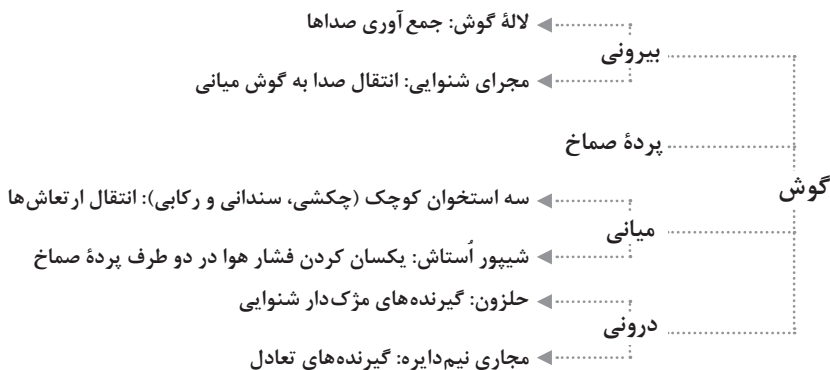 لالهٔ گوش: جمع‌آوری صداها
بیرونی
مجرای شنوایی: انتقال صدا به گوش میانی
پردهٔ صماخ
گوش
سه استخوان کوچک (چکشی، سندانی و رکابی): انتقال ارتعاش‌ها
میانی
شیپور اُستاش: یکسان کردن فشار هوا در دو طرف پردهٔ صماخ
حلزون: گیرنده‌های مژک‌دار شنوایی
درونی
مجاری نیم‌دایره: گیرنده‌های تعادل